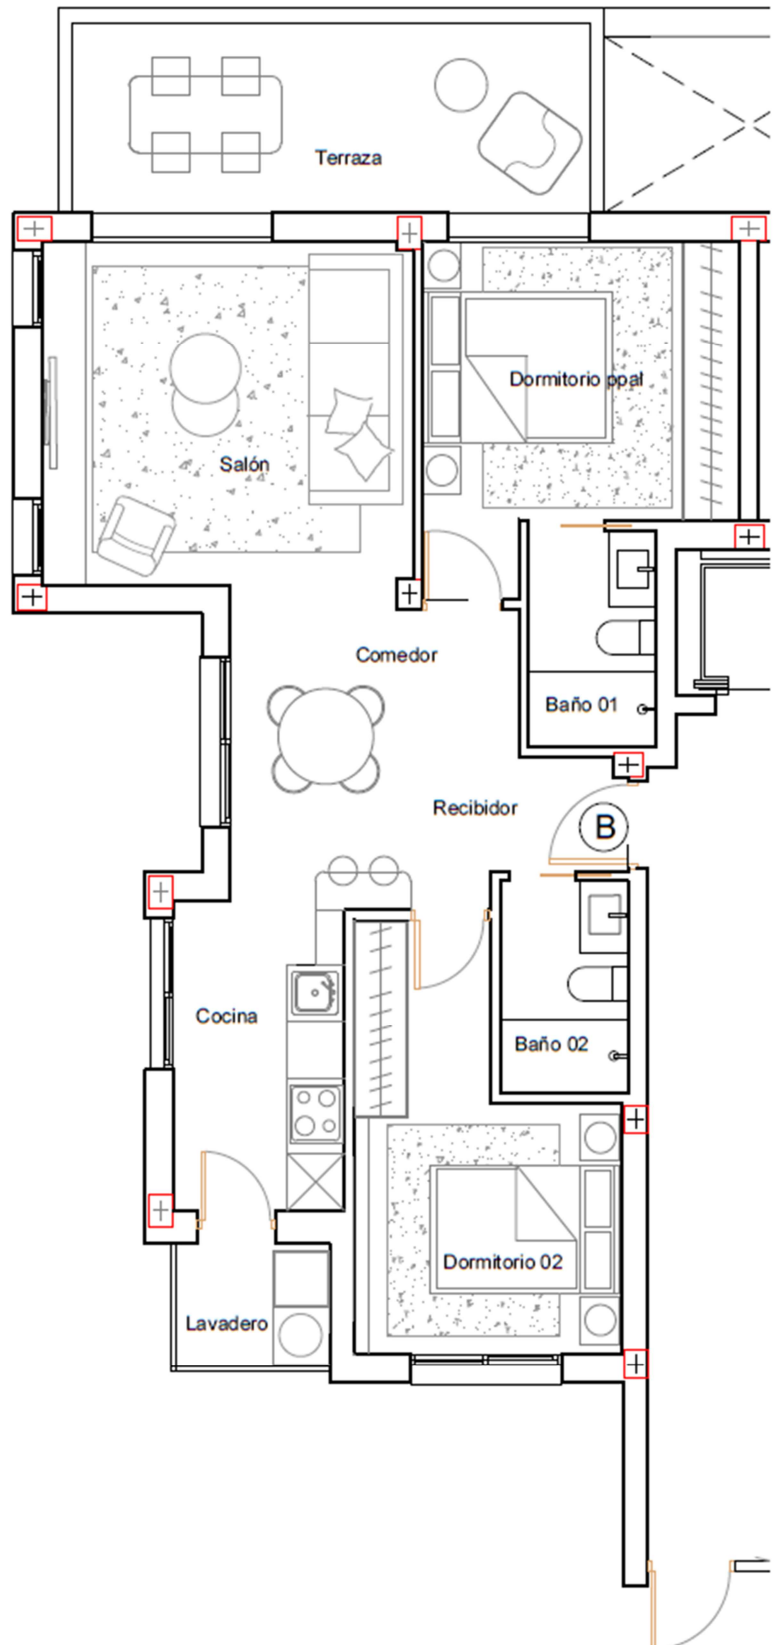 Terraza
Dormitorio ppal
Salón
Comedor
Baño 01
Recibidor
B
Cocina
Baño 02
Dormitorio 02
Lavadero